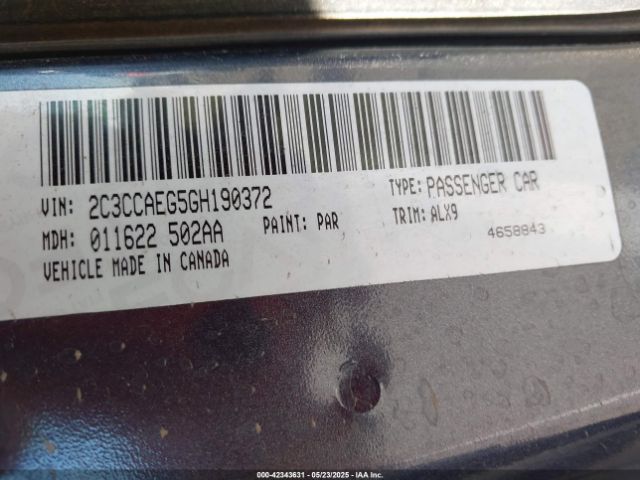 VIN: 2C3CCAEG5GH190372 TYPE: PASSENGER CAR
MDH: 011622 502AA PAINT: PAR TRIM: ALX9
VEHICLE MADE IN CANADA 4658843
000-42343631 - 05/23/2025 - IAA Inc.